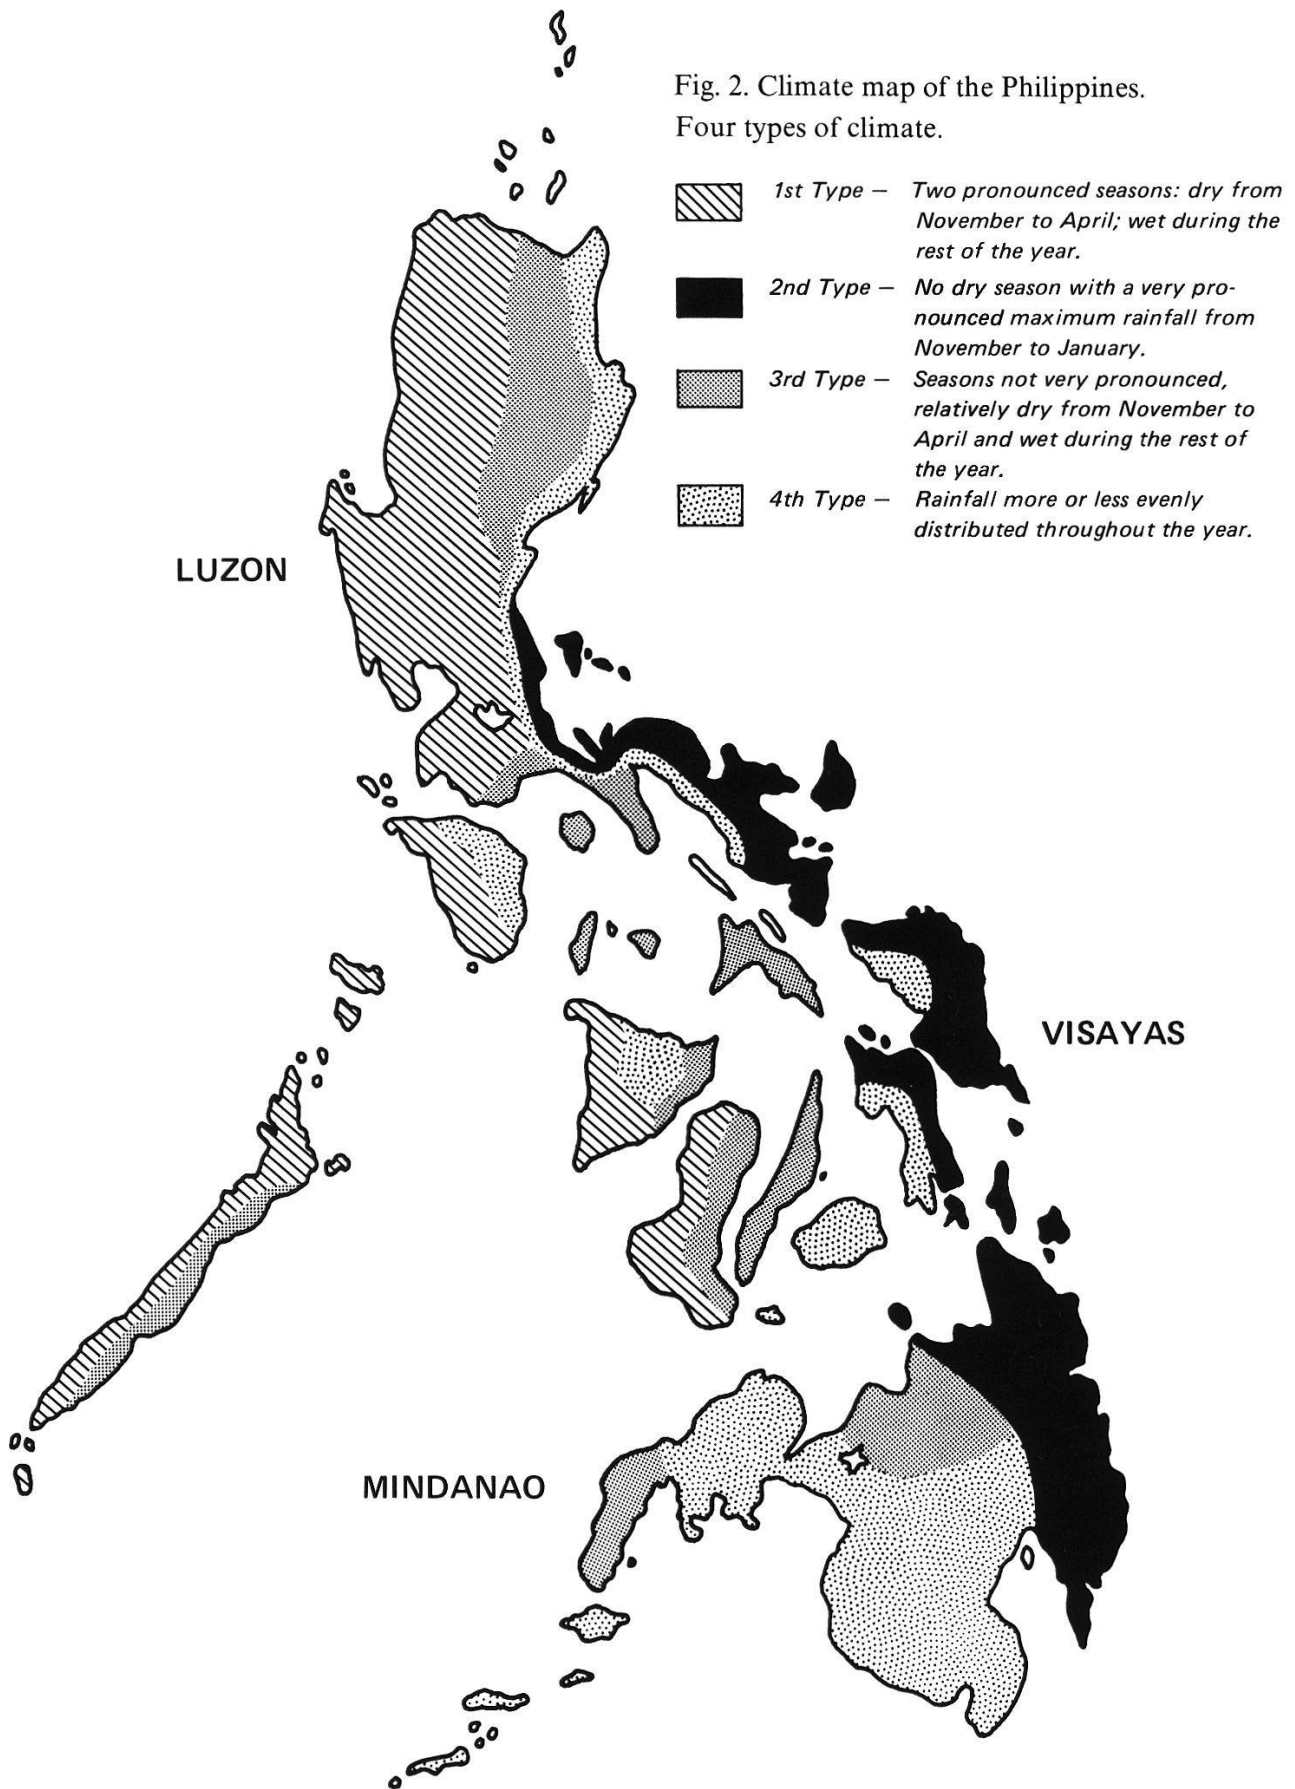 Fig. 2. Climate map of the Philippines.
Four types of climate.
1st Type — Two pronounced seasons: dry from
November to April; wet during the
rest of the year.
2nd Type — No dry season with a very pro-
nounced maximum rainfall from
November to January.
3rd Type — Seasons not very pronounced,
relatively dry from November to
April and wet during the rest of
the year.
4th Type — Rainfall more or less evenly
distributed throughout the year.
LUZON
VISAYAS
MINDANAO